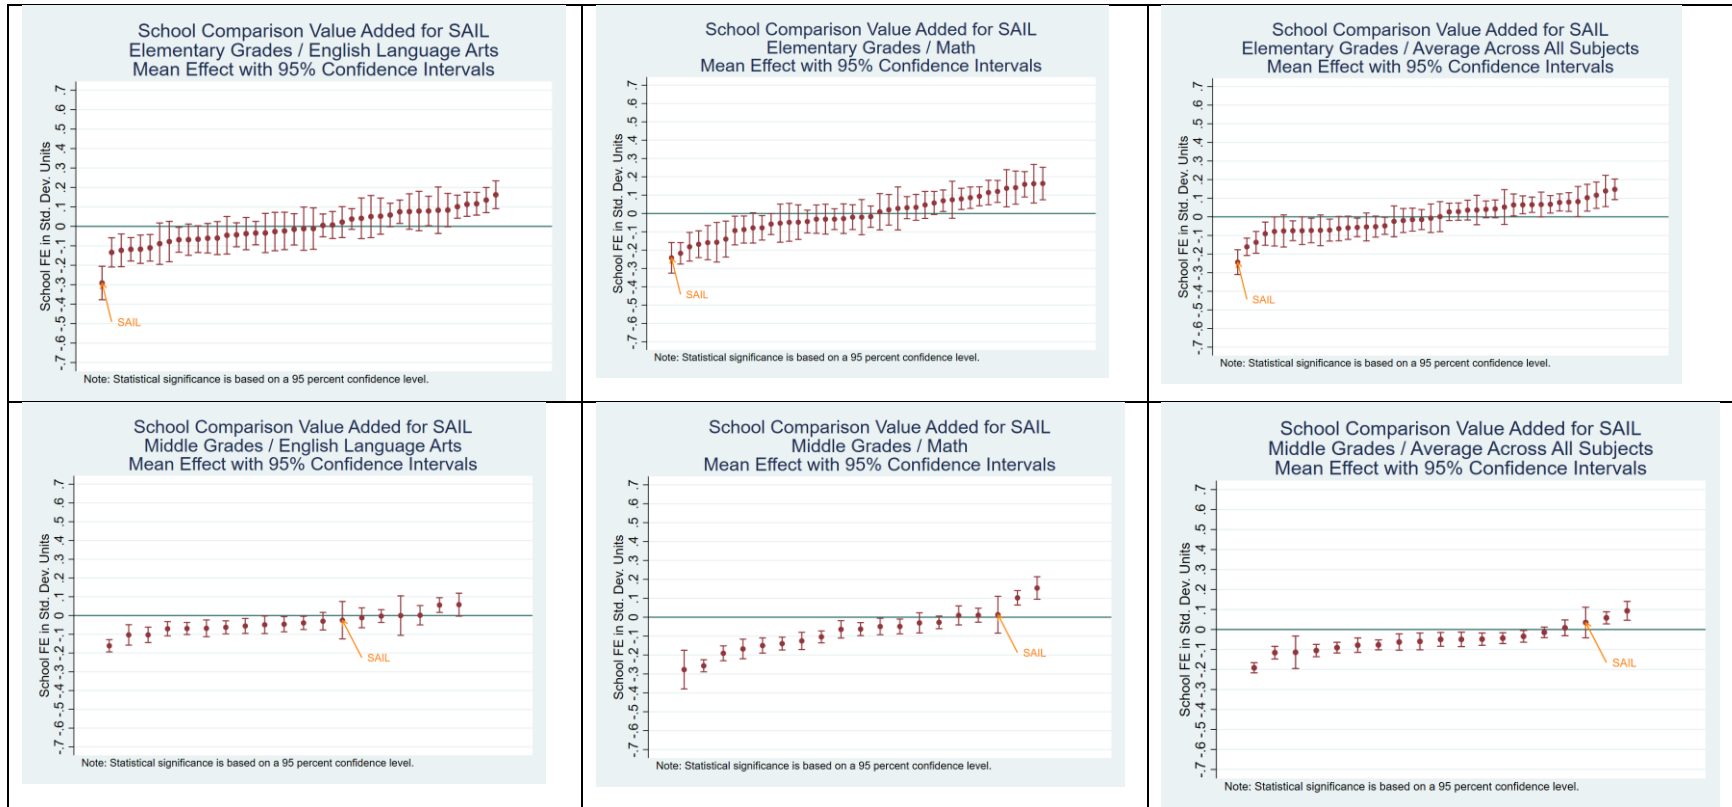 School Comparison Value Added for SAIL
Elementary Grades / English Language Arts
Mean Effect with 95% Confidence Intervals
School FE in Std. Dev. Units
-.7 -.6 -.5 -.4 -.3 -.2 -.1 0 .1 .2 .3 .4 .5 .6 .7
SAIL
Note: Statistical significance is based on a 95 percent confidence level.
School Comparison Value Added for SAIL
Elementary Grades / Math
Mean Effect with 95% Confidence Intervals
School FE in Std. Dev. Units
-.7 -.6 -.5 -.4 -.3 -.2 -.1 0 .1 .2 .3 .4 .5 .6 .7
SAIL
Note: Statistical significance is based on a 95 percent confidence level.
School Comparison Value Added for SAIL
Elementary Grades / Average Across All Subjects
Mean Effect with 95% Confidence Intervals
School FE in Std. Dev. Units
-.7 -.6 -.5 -.4 -.3 -.2 -.1 0 .1 .2 .3 .4 .5 .6 .7
SAIL
Note: Statistical significance is based on a 95 percent confidence level.
School Comparison Value Added for SAIL
Middle Grades / English Language Arts
Mean Effect with 95% Confidence Intervals
School FE in Std. Dev. Units
-.7 -.6 -.5 -.4 -.3 -.2 -.1 0 .1 .2 .3 .4 .5 .6 .7
SAIL
Note: Statistical significance is based on a 95 percent confidence level.
School Comparison Value Added for SAIL
Middle Grades / Math
Mean Effect with 95% Confidence Intervals
School FE in Std. Dev. Units
-.7 -.6 -.5 -.4 -.3 -.2 -.1 0 .1 .2 .3 .4 .5 .6 .7
SAIL
Note: Statistical significance is based on a 95 percent confidence level.
School Comparison Value Added for SAIL
Middle Grades / Average Across All Subjects
Mean Effect with 95% Confidence Intervals
School FE in Std. Dev. Units
-.7 -.6 -.5 -.4 -.3 -.2 -.1 0 .1 .2 .3 .4 .5 .6 .7
SAIL
Note: Statistical significance is based on a 95 percent confidence level.